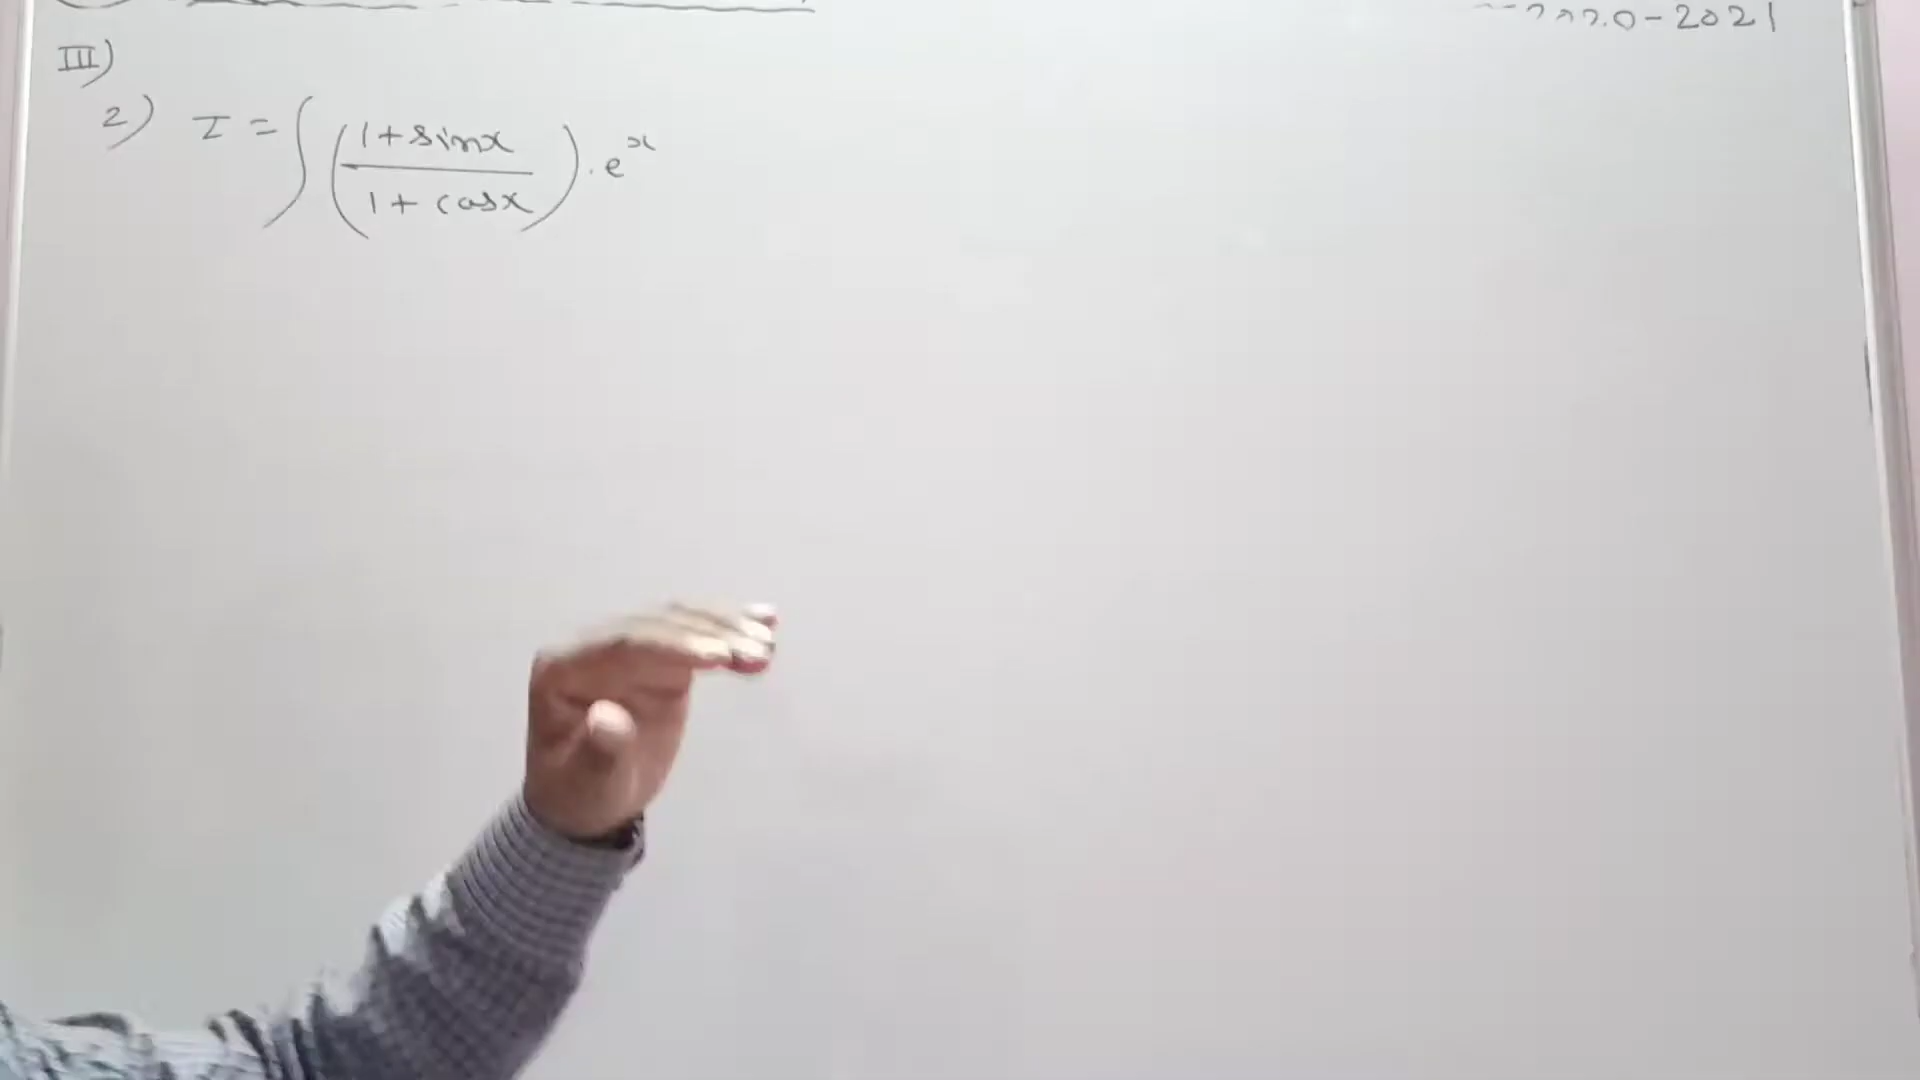 2020-2021
III)
2) I = ∫ ((1+sinx)/(1+cosx)) . e^x